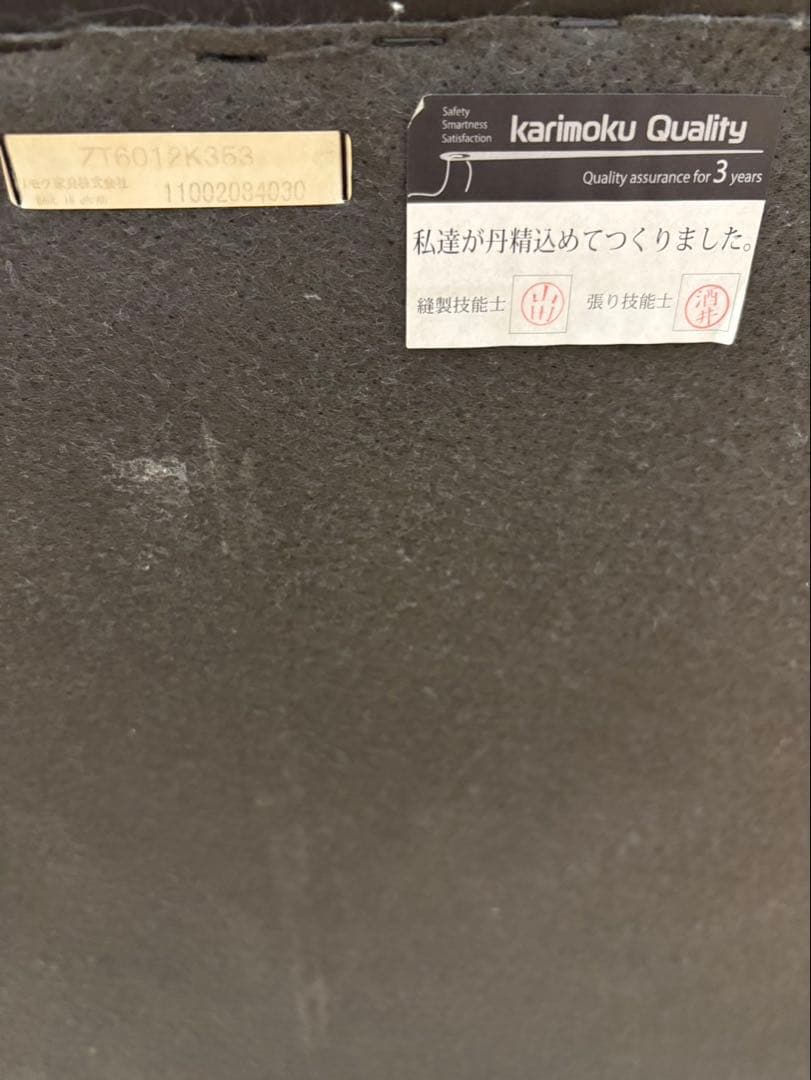 7T6012K353
リモク家具株式会社
11002084030
Safety
Smartness
Satisfaction
karimoku Quality
Quality assurance for 3 years
私達が丹精込めてつくりました。
縫製技能士 山田 張り技能士 酒井